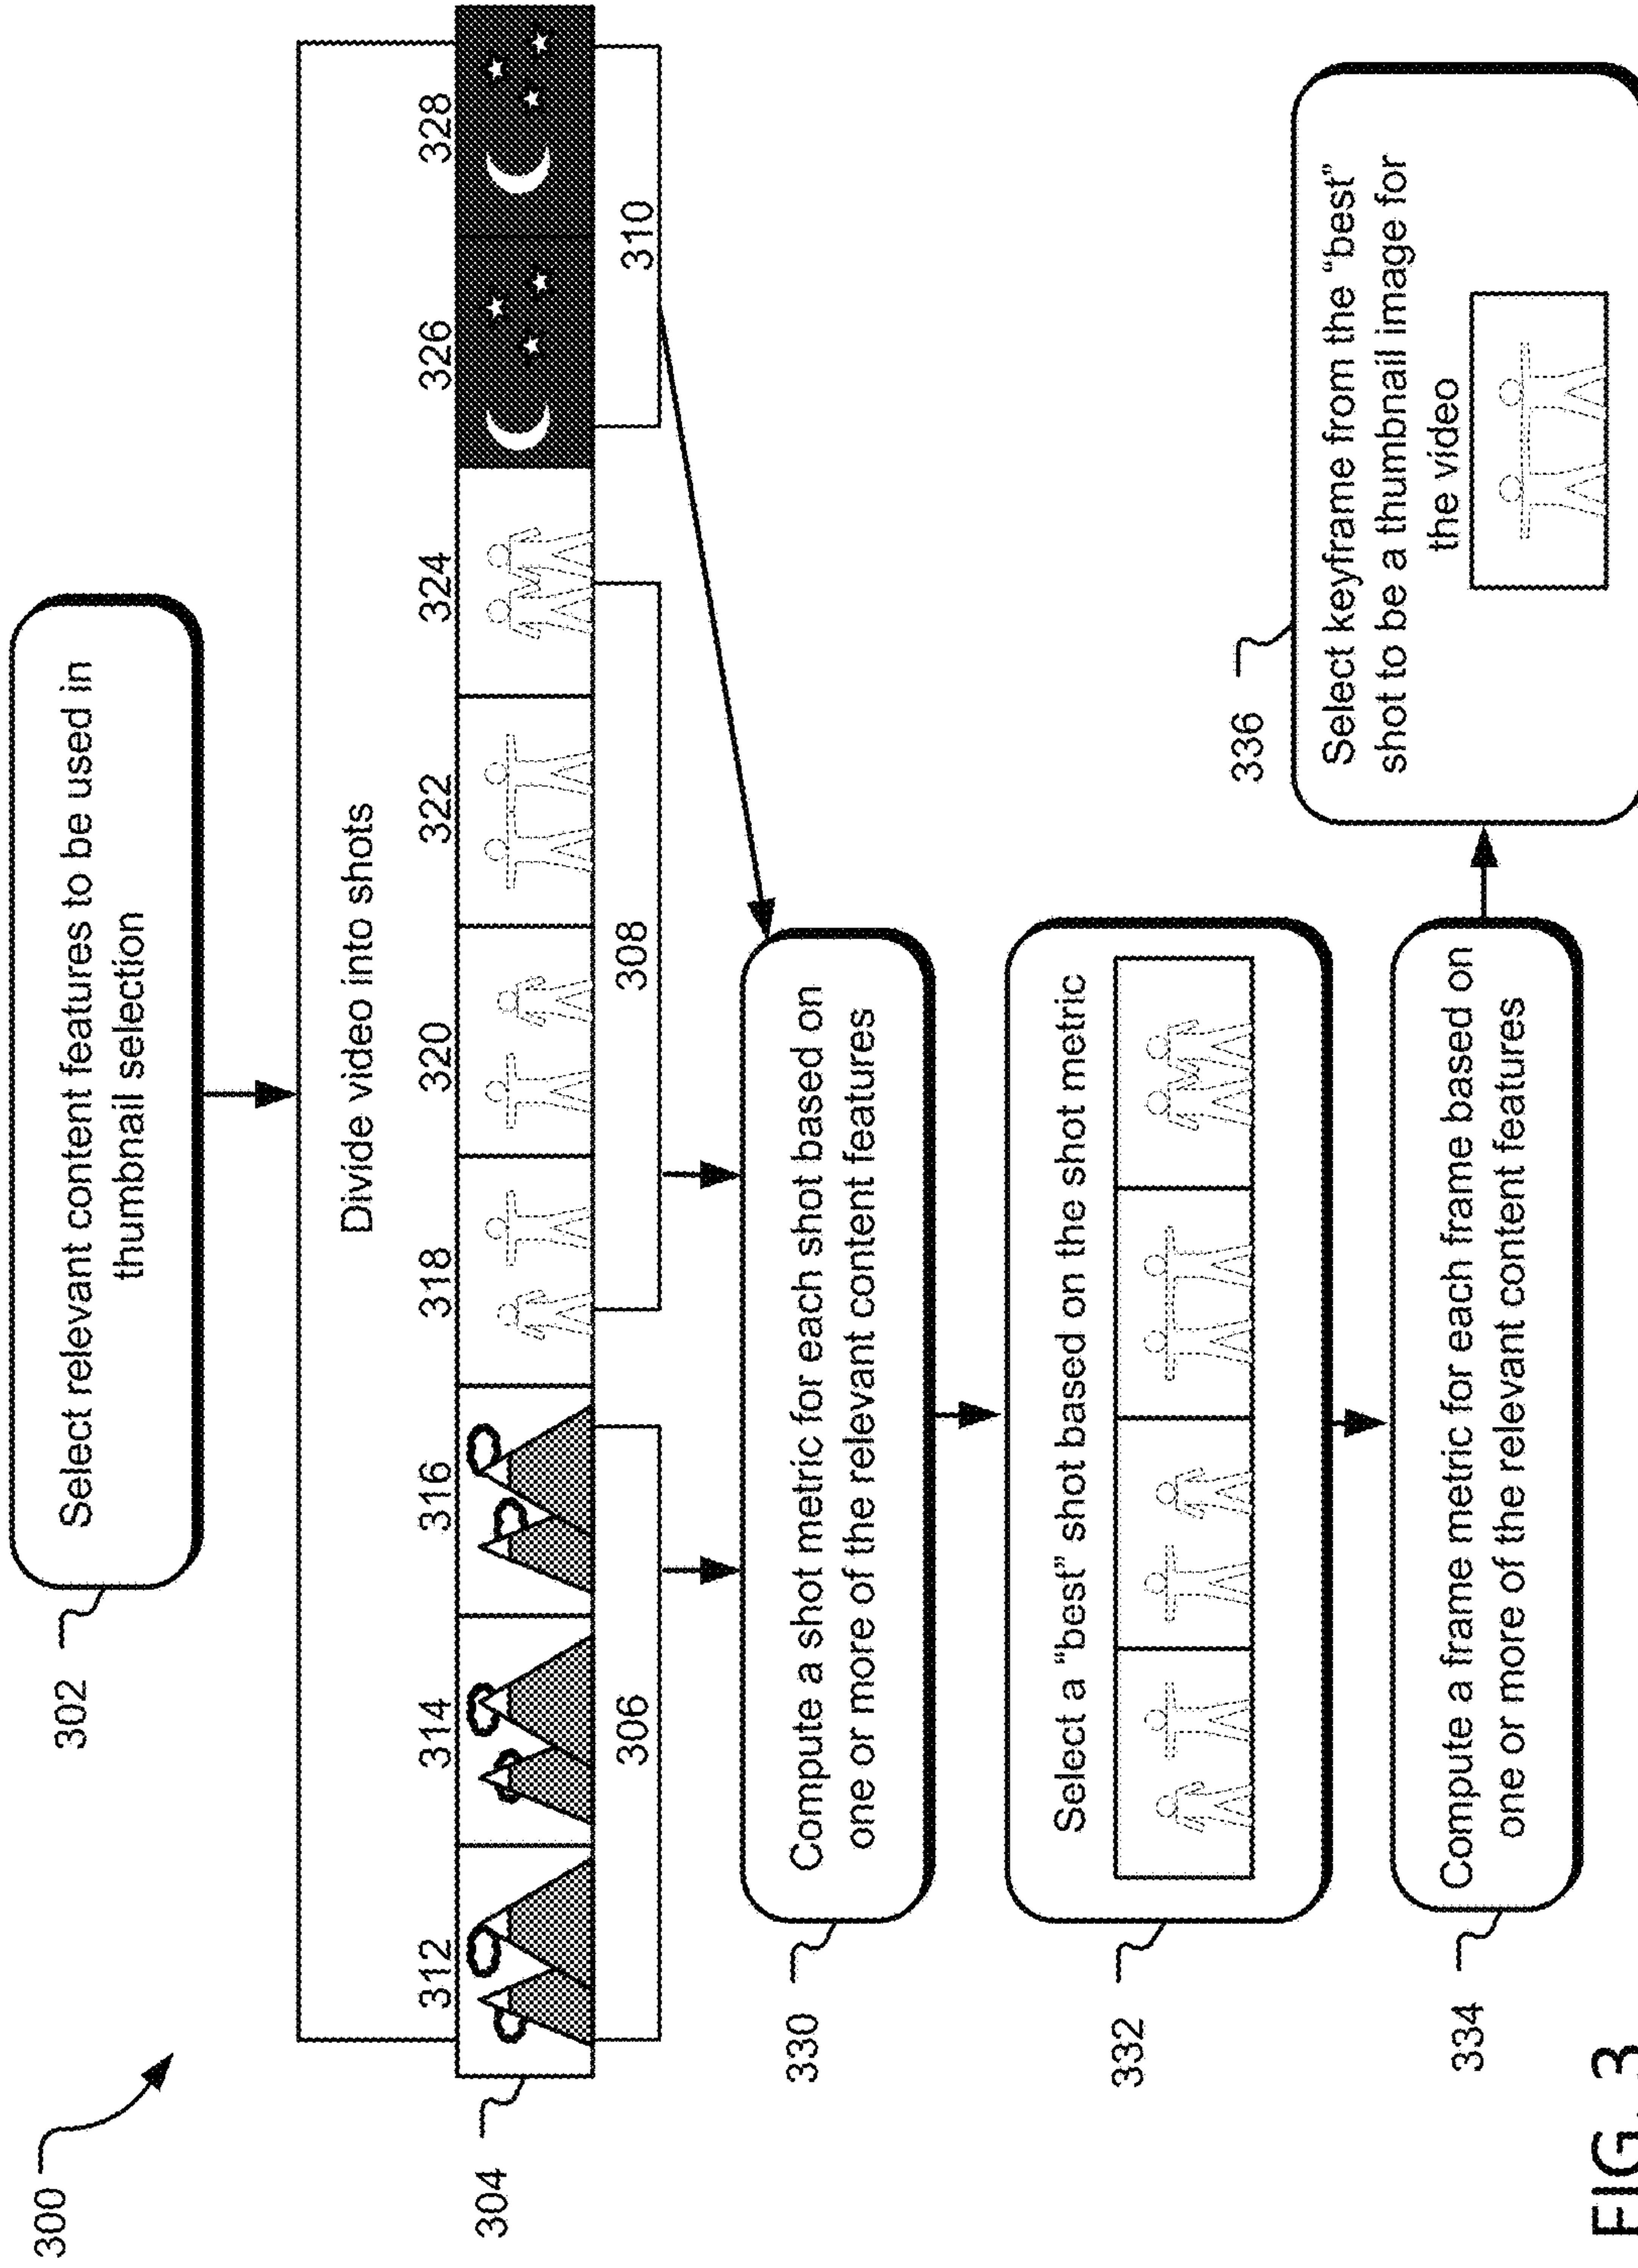 300
302
Select relevant content features to be used in
thumbnail selection
Divide video into shots
312 314 316 318 320 322 324 326 328
304
306 308 310
330
Compute a shot metric for each shot based on
one or more of the relevant content features
332
Select a “best” shot based on the shot metric
334
Compute a frame metric for each frame based on
one or more of the relevant content features
336
Select keyframe from the “best”
shot to be a thumbnail image for
the video
FIG. 3